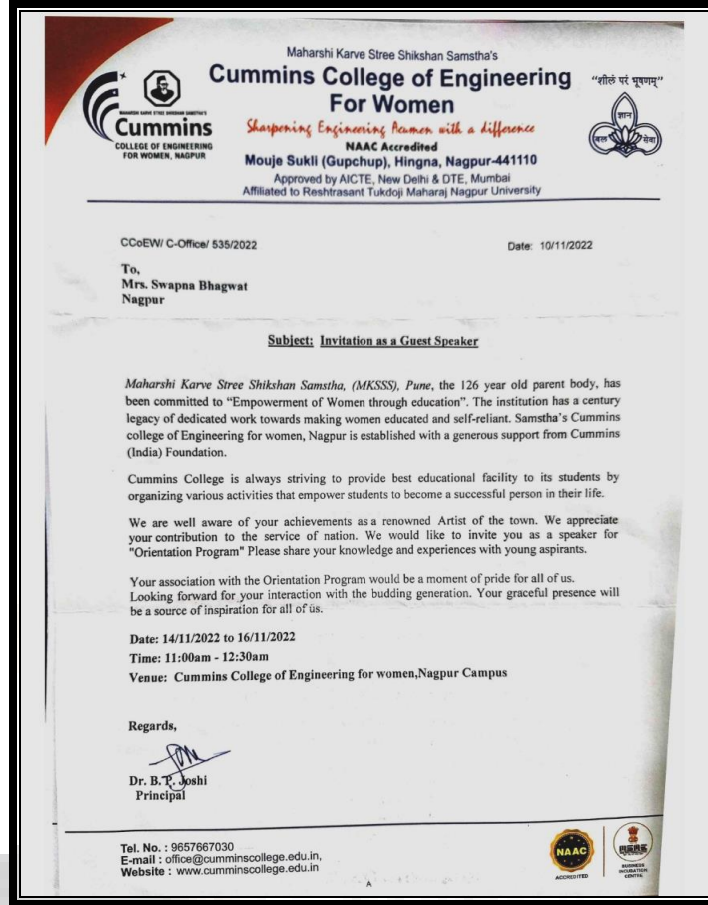 Maharshi Karve Stree Shikshan Samstha's
Cummins College of Engineering
For Women
Sharpening Engineering Acumen with a difference
NAAC Accredited
Mouje Sukli (Gupchup), Hingna, Nagpur-441110
Approved by AICTE, New Delhi & DTE, Mumbai
Affiliated to Reshtrasant Tukdoji Maharaj Nagpur University
MAHARSHI KARVE STREE SHIKSHAN SAMSTHA'S
Cummins
COLLEGE OF ENGINEERING
FOR WOMEN, NAGPUR
"शीलं परं भूषणम्"
ज्ञान
बल सेवा
CCoEW/ C-Office/ 535/2022
Date: 10/11/2022
To,
Mrs. Swapna Bhagwat
Nagpur
Subject: Invitation as a Guest Speaker
Maharshi Karve Stree Shikshan Samstha, (MKSSS), Pune, the 126 year old parent body, has
been committed to “Empowerment of Women through education”. The institution has a century
legacy of dedicated work towards making women educated and self-reliant. Samstha’s Cummins
college of Engineering for women, Nagpur is established with a generous support from Cummins
(India) Foundation.
Cummins College is always striving to provide best educational facility to its students by
organizing various activities that empower students to become a successful person in their life.
We are well aware of your achievements as a renowned Artist of the town. We appreciate
your contribution to the service of nation. We would like to invite you as a speaker for
"Orientation Program" Please share your knowledge and experiences with young aspirants.
Your association with the Orientation Program would be a moment of pride for all of us.
Looking forward for your interaction with the budding generation. Your graceful presence will
be a source of inspiration for all of us.
Date: 14/11/2022 to 16/11/2022
Time: 11:00am - 12:30am
Venue: Cummins College of Engineering for women,Nagpur Campus
Regards,
Dr. B.P. Joshi
Principal
Tel. No. : 9657667030
E-mail : office@cumminscollege.edu.in,
Website : www.cumminscollege.edu.in
A
NAAC
ACCREDITED
BUSINESS
INCUBATION
CENTRE